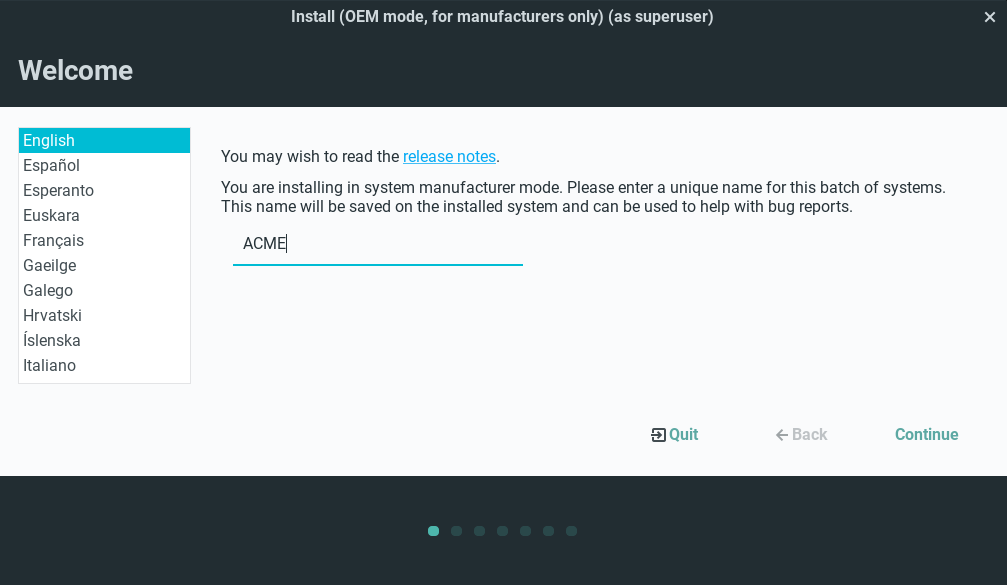 Install (OEM mode, for manufacturers only) (as superuser)
Welcome
English
Español
Esperanto
Euskara
Français
Gaeilge
Galego
Hrvatski
Íslenska
Italiano
You may wish to read the release notes.
You are installing in system manufacturer mode. Please enter a unique name for this batch of systems.
This name will be saved on the installed system and can be used to help with bug reports.
ACME
Quit
Back
Continue